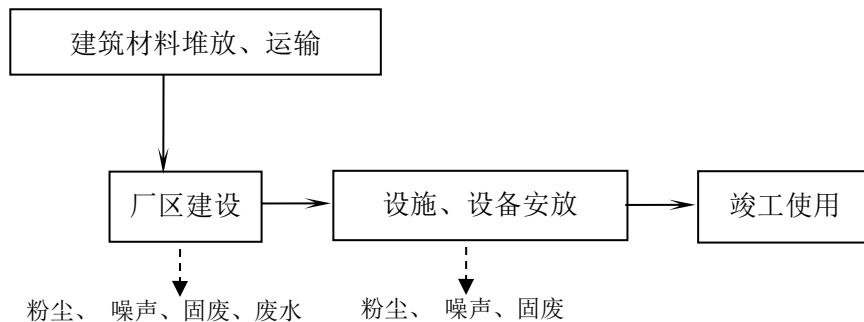 建筑材料堆放、运输
厂区建设
设施、设备安放
竣工使用
粉尘、 噪声、固废、废水
粉尘、 噪声、固废